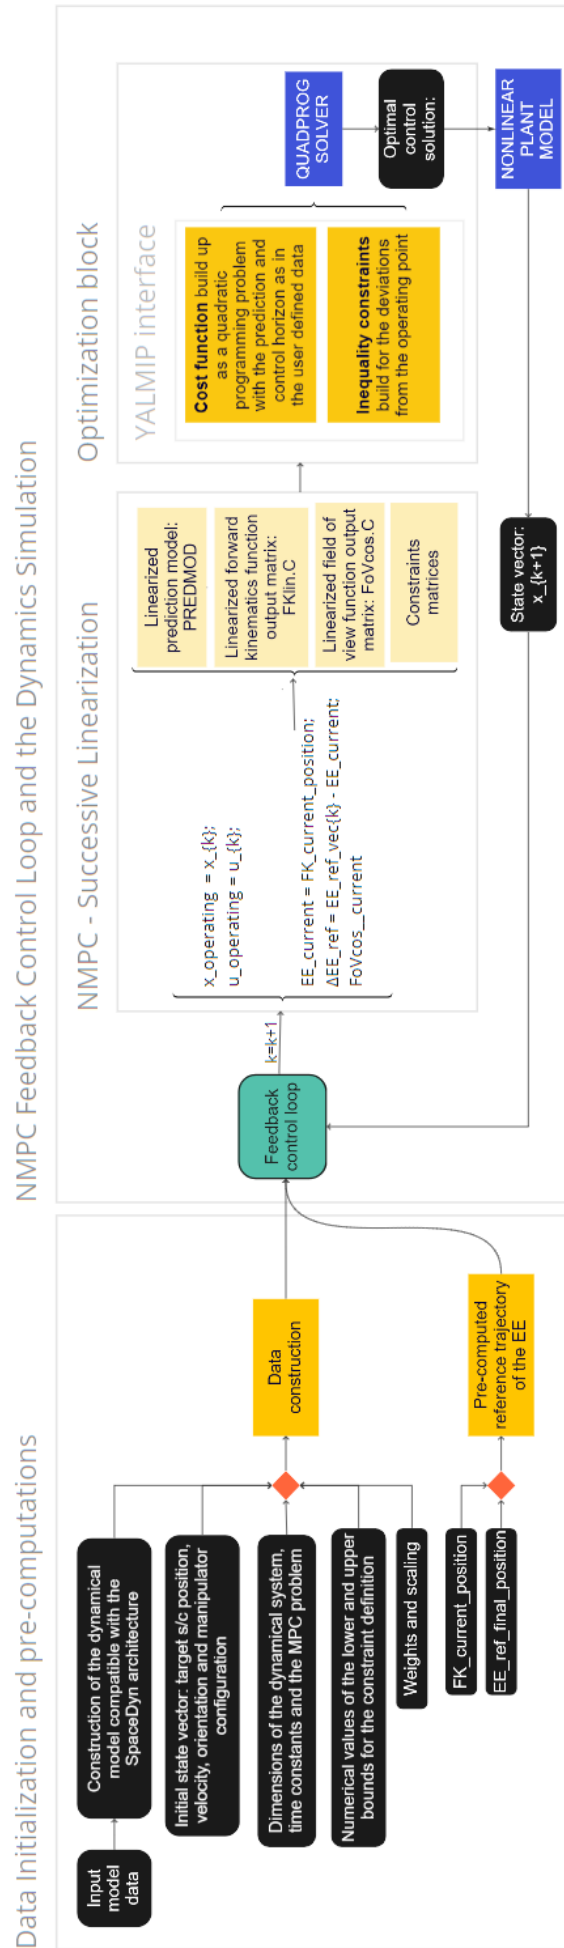 Data Initialization and pre-computations
Input
model
data
Construction of the dynamical
model compatible with the
SpaceDyn architecture
Initial state vector: target s/c position,
velocity, orientation and manipulator
configuration
Dimensions of the dynamical system,
time constants and the MPC problem
Numerical values of the lower and upper
bounds for the constraint definition
Weights and scaling
FK_current_position
EE_ref_final_position
Data
construction
Pre-computed
reference trajectory
of the EE
NMPC Feedback Control Loop and the Dynamics Simulation
Feedback
control loop
k=k+1
NMPC - Successive Linearization
x_operating = x_{k};
u_operating = u_{k};
EE_current = FK_current_position;
ΔEE_ref = EE_ref_vec{k} - EE_current;
FoVcos__current
Linearized
prediction model:
PREDMOD
Linearized forward
kinematics function
output matrix:
FKlin.C
Linearized field of
view function output
matrix: FoVcos.C
Constraints
matrices
Optimization block
YALMIP interface
Cost function build up
as a quadratic
programming problem
with the prediction and
control horizon as in
the user defined data
Inequality constraints
build for the deviations
from the operating point
QUADPROG
SOLVER
Optimal
control
solution:
NONLINEAR
PLANT
MODEL
State vector:
x_{k+1}